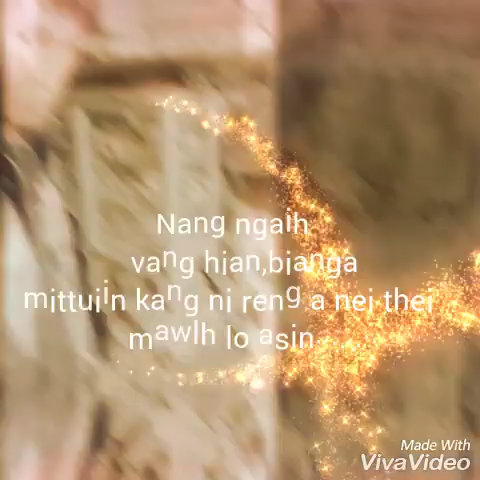 Nang ngaih
vang hian,bianga
mittuiin kang ni reng a nei thei
mawlh lo asin
Made With
VivaVideo